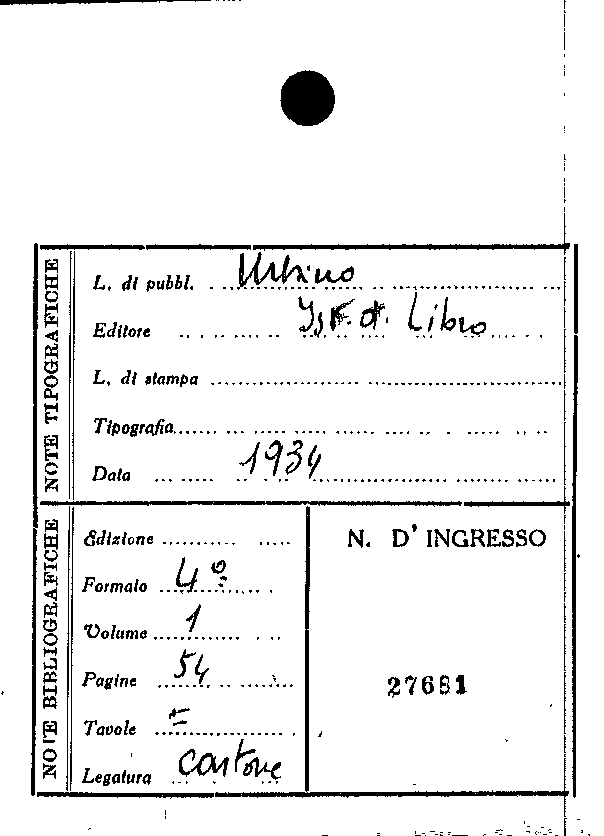 NOTE TIPOGRAFICHE
L. di pubbl. Urbino
Editore Ist. d. Libro
L. di stampa
Tipografia
Data 1934
NOTE BIBLIOGRAFICHE
Edizione
Formato 4º
Volume 1
Pagine 54
Tavole =
Legatura cartone
N. D' INGRESSO
27681